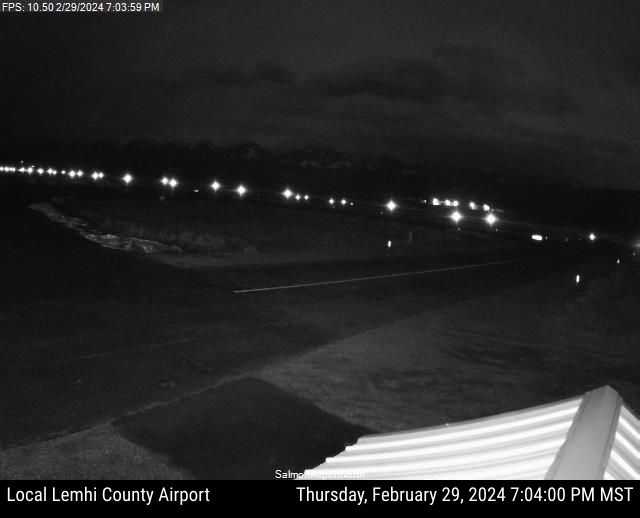 FPS: 10.50 2/29/2024 7:03:59 PM
Local Lemhi County Airport
Thursday, February 29, 2024 7:04:00 PM MST